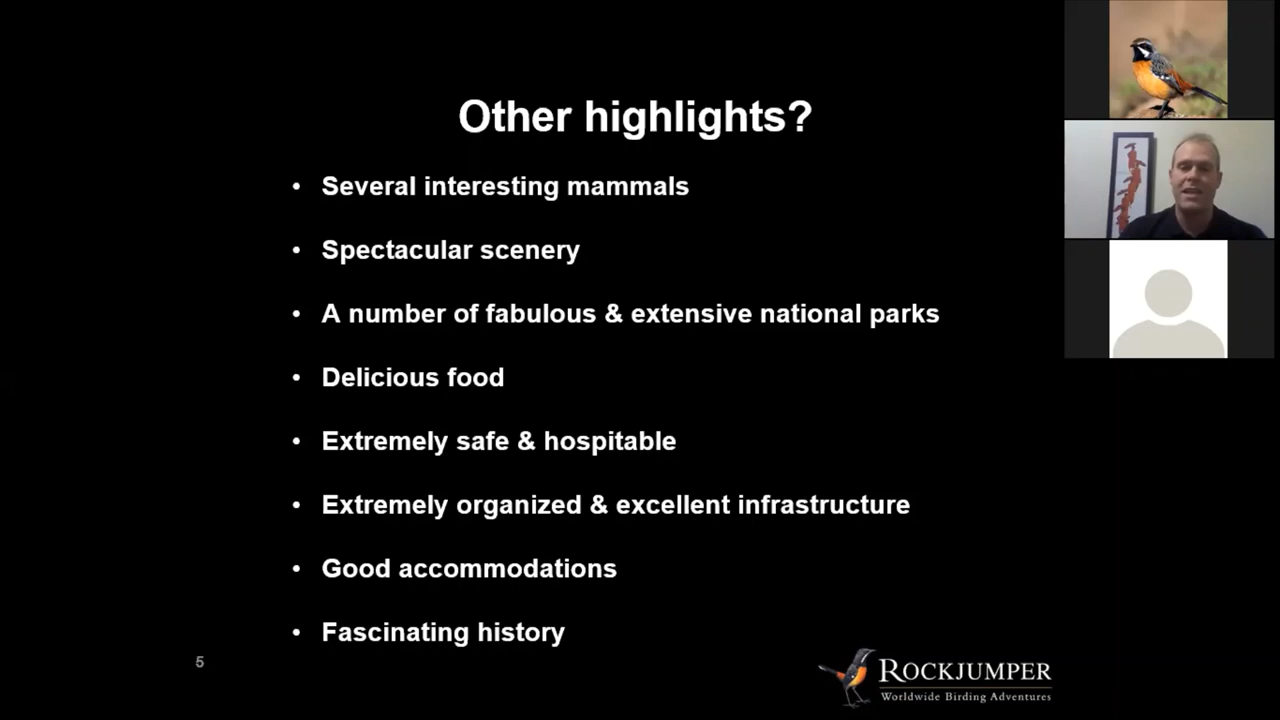 Other highlights?
• Several interesting mammals
• Spectacular scenery
• A number of fabulous & extensive national parks
• Delicious food
• Extremely safe & hospitable
• Extremely organized & excellent infrastructure
• Good accommodations
• Fascinating history
5
ROCKJUMPER
Worldwide Birding Adventures